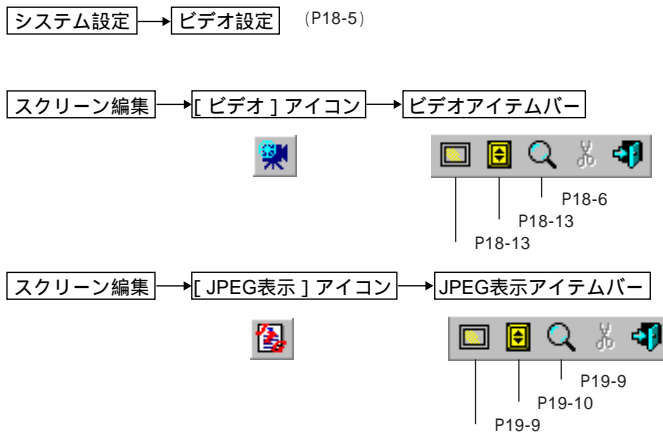 システム設定 ビデオ設定 (P18-5)
スクリーン編集 [ ビデオ ] アイコン ビデオアイテムバー
P18-6
P18-13
P18-13
スクリーン編集 [ JPEG表示 ] アイコン JPEG表示アイテムバー
P19-9
P19-10
P19-9